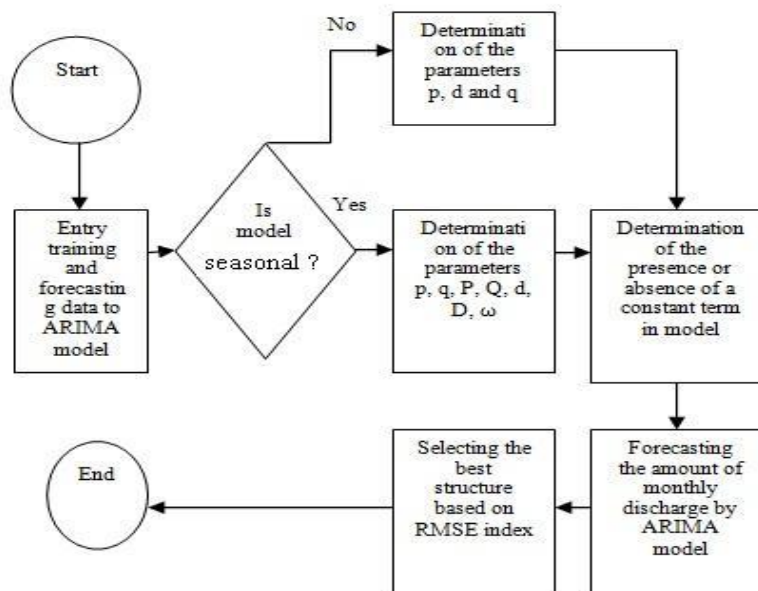 Start
Entry
training
and
forecastin
g data to
ARIMA
model
Is
model
seasonal ?
No
Determinati
on of the
parameters
p, d and q
Yes
Determinati
on of the
parameters
p, q, P, Q, d,
D, ω
Determination
of the
presence or
absence of a
constant term
in model
Forecasting
the amount of
monthly
discharge by
ARIMA
model
Selecting the
best
structure
based on
RMSE index
End